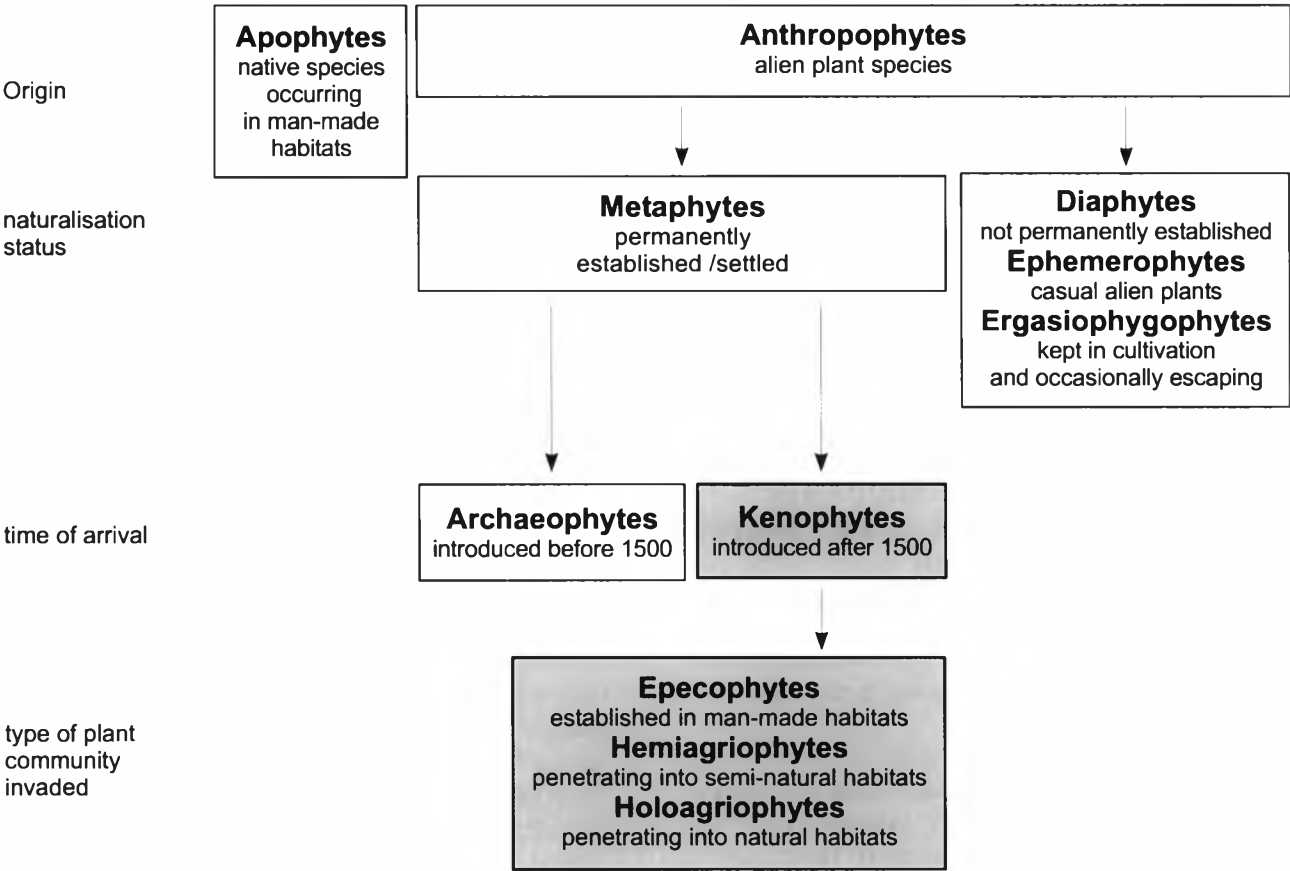 Origin
Apophytes
native species
occurring
in man-made
habitats
Anthropophytes
alien plant species
naturalisation
status
Metaphytes
permanently
established /settled
Diaphytes
not permanently established
Ephemerophytes
casual alien plants
Ergasiophygophytes
kept in cultivation
and occasionally escaping
time of arrival
Archaeophytes
introduced before 1500
Kenophytes
introduced after 1500
type of plant
community
invaded
Epecophytes
established in man-made habitats
Hemiagriophytes
penetrating into semi-natural habitats
Holoagriophytes
penetrating into natural habitats